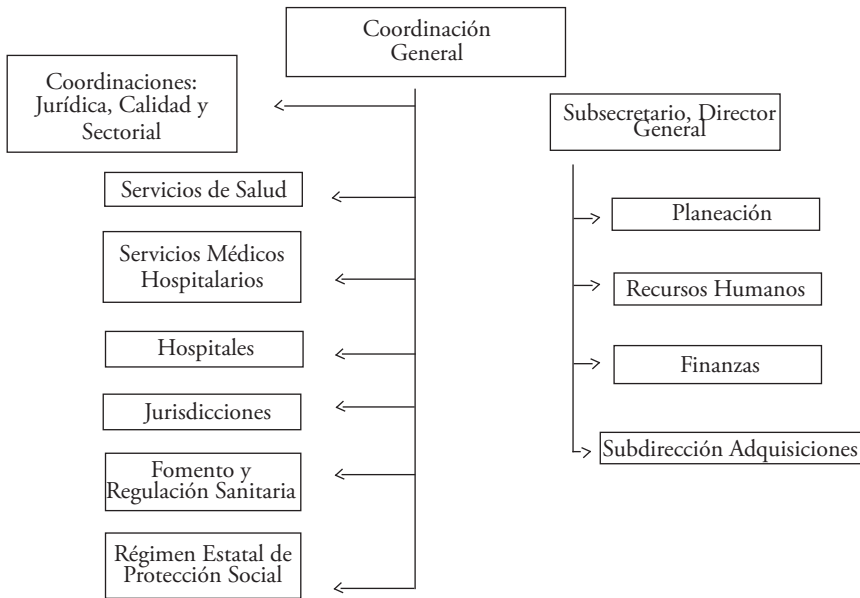 Coordinación
General
Coordinaciones:
Jurídica, Calidad y
Sectorial
Servicios de Salud
Servicios Médicos
Hospitalarios
Hospitales
Jurisdicciones
Fomento y
Regulación Sanitaria
Régimen Estatal de
Protección Social
Subsecretario, Director
General
Planeación
Recursos Humanos
Finanzas
Subdirección Adquisiciones